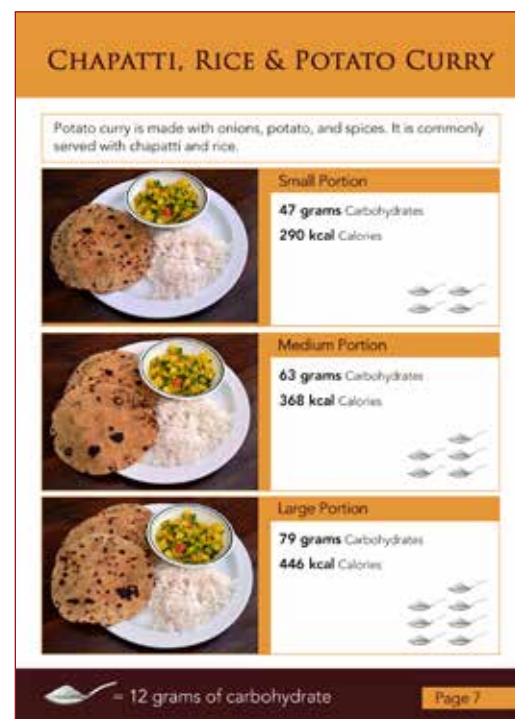 CHAPATTI, RICE & POTATO CURRY
Potato curry is made with onions, potato, and spices. It is commonly
served with chapatti and rice.
Small Portion
47 grams Carbohydrates
290 kcal Calories
Medium Portion
63 grams Carbohydrates
368 kcal Calories
Large Portion
79 grams Carbohydrates
446 kcal Calories
= 12 grams of carbohydrate
Page 7